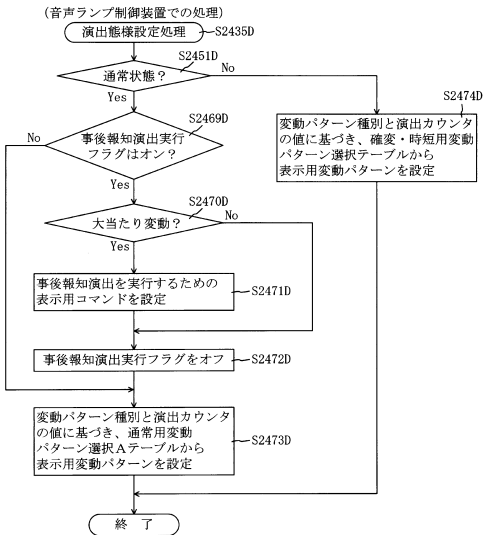 (音声ランプ制御装置での処理)
演出態様設定処理
S2435D
S2451D
通常状態?
No
Yes
S2474D
変動パターン種別と演出カウンタ
の値に基づき、確変・時短用変動
パターン選択テーブルから
表示用変動パターンを設定
S2469D
No
事後報知演出実行
フラグはオン?
Yes
S2470D
大当たり変動?
No
Yes
事後報知演出を実行するための
表示用コマンドを設定
S2471D
事後報知演出実行フラグをオフ
S2472D
変動パターン種別と演出カウンタ
の値に基づき、通常用変動
パターン選択Aテーブルから
表示用変動パターンを設定
S2473D
終 了